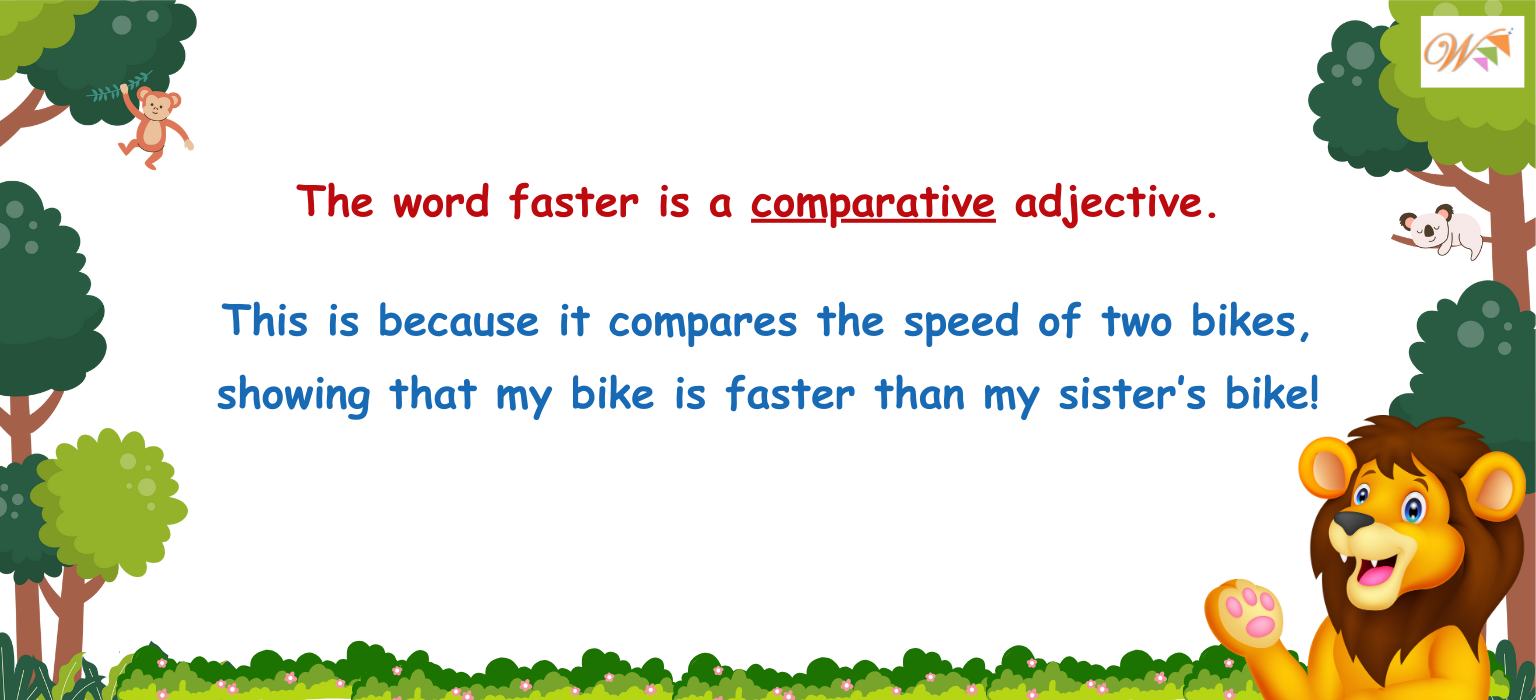 W
The word faster is a comparative adjective.
This is because it compares the speed of two bikes,
showing that my bike is faster than my sister’s bike!